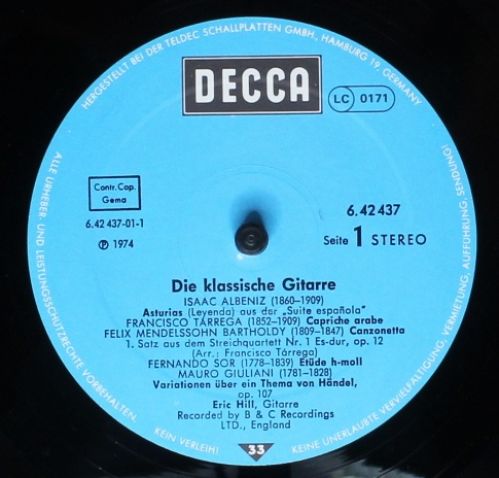 HERGESTELLT BEI DER TELDEC SCHALLPLATTEN GMBH., HAMBURG 19, GERMANY
DECCA
LC 0171
Contr. Cap.
Gema
6.42 437-01-1
Ⓟ 1974
6.42 437
Seite 1 STEREO
Die klassische Gitarre
ISAAC ALBENIZ (1860-1909)
Asturias (Leyenda) aus der „Suite española"
FRANCISCO TÁRREGA (1852-1909) Capriche arabe
FELIX MENDELSSOHN BARTHOLDY (1809-1847) Canzonetta
1. Satz aus dem Streichquartett Nr. 1 Es-dur, op. 12
(Arr.: Francisco Tárrega)
FERNANDO SOR (1778-1839) Etüde h-moll
MAURO GIULIANI (1781-1828)
Variationen über ein Thema von Händel,
op. 107
Eric Hill, Gitarre
Recorded by B & C Recordings
LTD., England
33
ALLE URHEBER- UND LEISTUNGSSCHUTZRECHTE VORBEHALTEN.
KEIN VERLEIH!
KEINE UNERLAUBTE VERVIELFÄLTIGUNG, VERMIETUNG, AUFFÜHRUNG, SENDUNG!